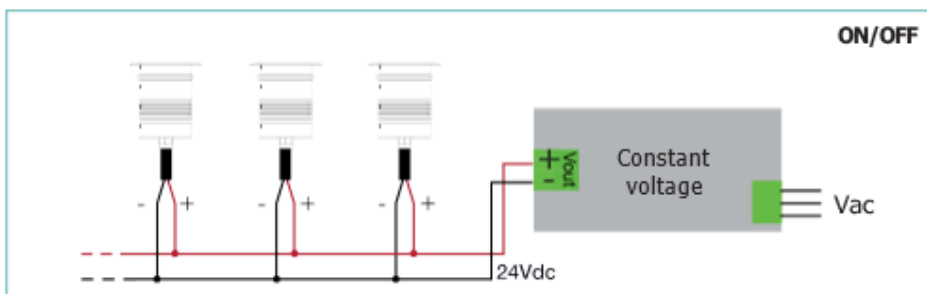 ON/OFF
- +
- +
- +
+
-
Vout
Constant
voltage
Vac
24Vdc